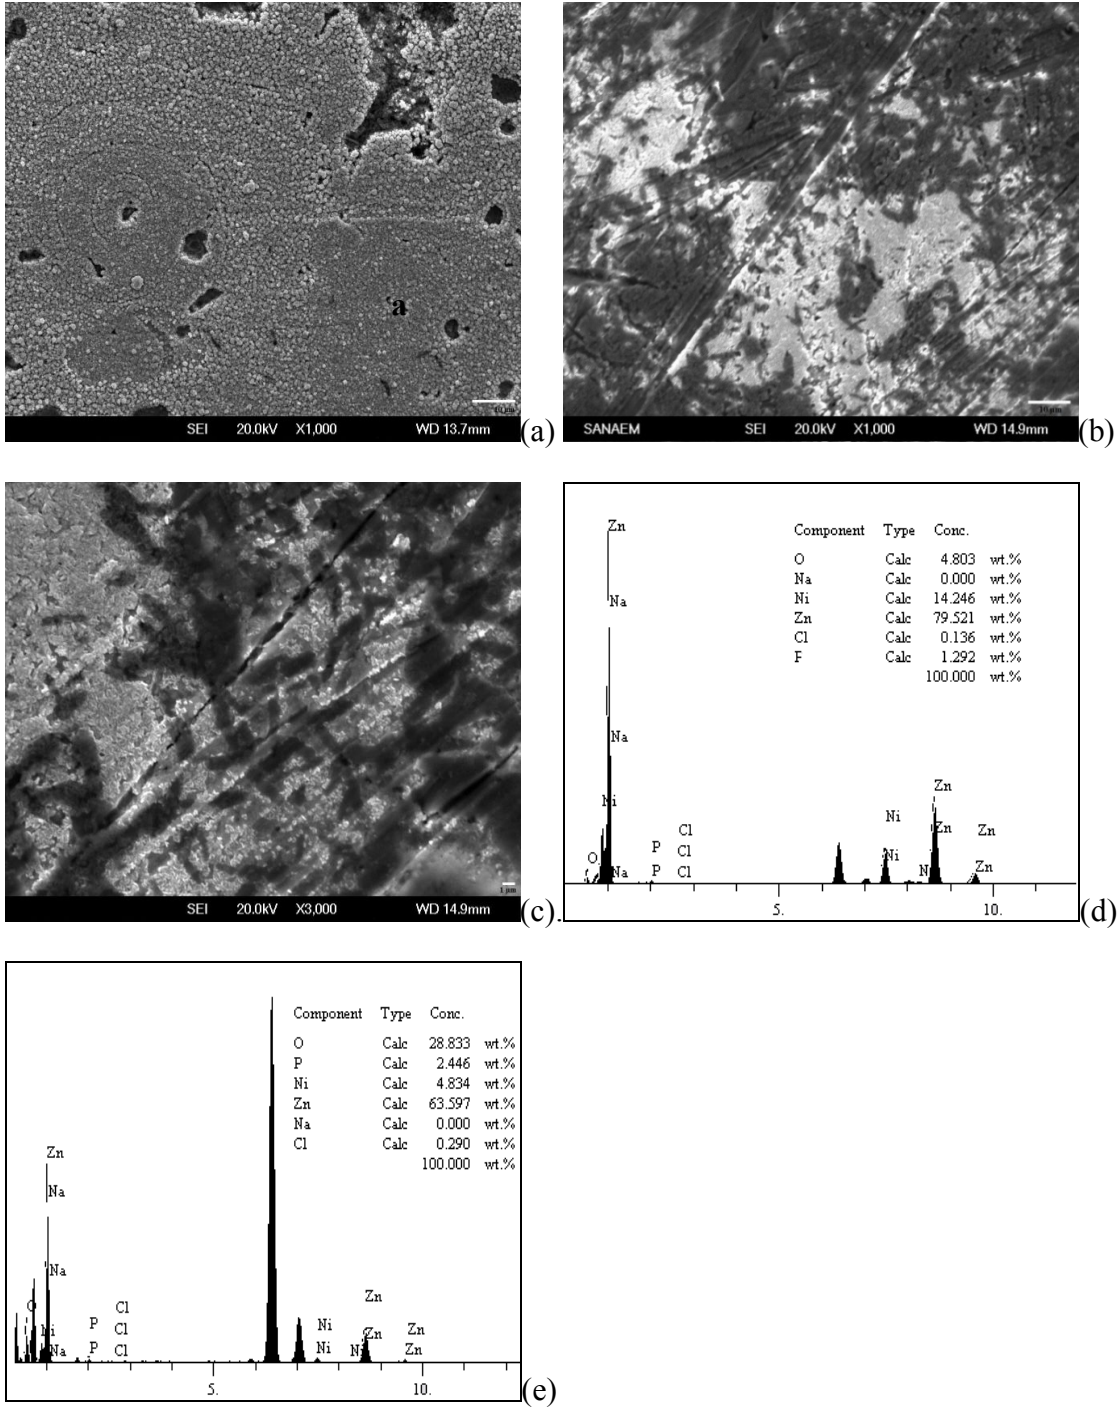 a
10 µm
SEI 20.0kV X1,000 WD 13.7mm
(a)
10 µm
SANAEM SEI 20.0kV X1,000 WD 14.9mm
(b)
1 µm
SEI 20.0kV X3,000 WD 14.9mm
(c).
Zn
Na
Na
Ni
O
Na
P
P
Cl
Cl
Cl
Ni
Ni
N
Zn
Zn
Zn
Zn
5.
10.
Component Type Conc.
O Calc 4.803 wt.%
Na Calc 0.000 wt.%
Ni Calc 14.246 wt.%
Zn Calc 79.521 wt.%
Cl Calc 0.136 wt.%
P Calc 1.292 wt.%
100.000 wt.%
(d)
Component Type Conc.
O Calc 28.833 wt.%
P Calc 2.446 wt.%
Ni Calc 4.834 wt.%
Zn Calc 63.597 wt.%
Na Calc 0.000 wt.%
Cl Calc 0.290 wt.%
100.000 wt.%
Zn
Na
Na
O
Ni
Na
P
P
Cl
Cl
Cl
Ni
Ni
Ni
Zn
Zn
Zn
Zn
5.
10.
(e)